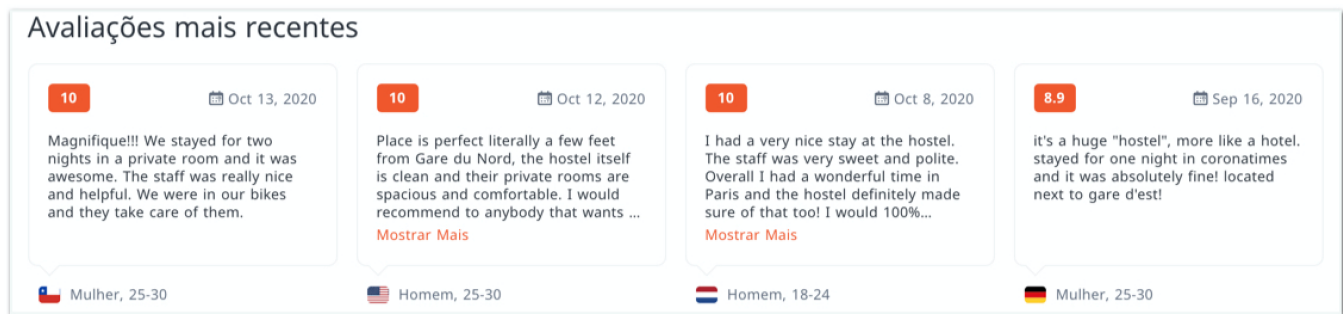 Avaliações mais recentes
10
Oct 13, 2020
Magnifique!!! We stayed for two
nights in a private room and it was
awesome. The staff was really nice
and helpful. We were in our bikes
and they take care of them.
Mulher, 25-30
10
Oct 12, 2020
Place is perfect literally a few feet
from Gare du Nord, the hostel itself
is clean and their private rooms are
spacious and comfortable. I would
recommend to anybody that wants ...
Mostrar Mais
Homem, 25-30
10
Oct 8, 2020
I had a very nice stay at the hostel.
The staff was very sweet and polite.
Overall I had a wonderful time in
Paris and the hostel definitely made
sure of that too! I would 100%...
Mostrar Mais
Homem, 18-24
8.9
Sep 16, 2020
it's a huge "hostel", more like a hotel.
stayed for one night in coronatimes
and it was absolutely fine! located
next to gare d'est!
Mulher, 25-30